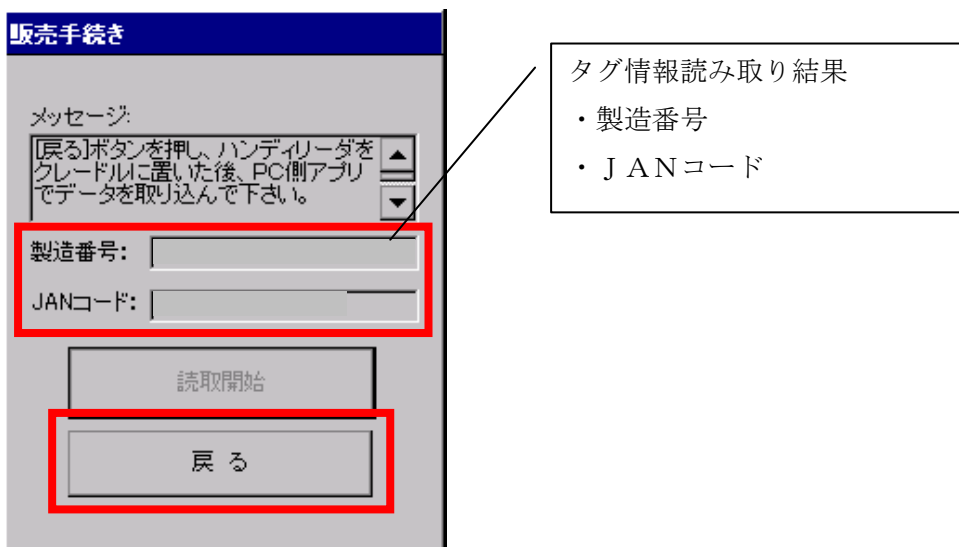 販売手続き
メッセージ:
[戻る]ボタンを押し、ハンディリーダを
クレードルに置いた後、PC側アプリ
でデータを取り込んで下さい。
製造番号:
JANコード:
読取開始
戻 る
タグ情報読み取り結果
・製造番号
・ＪＡＮコード